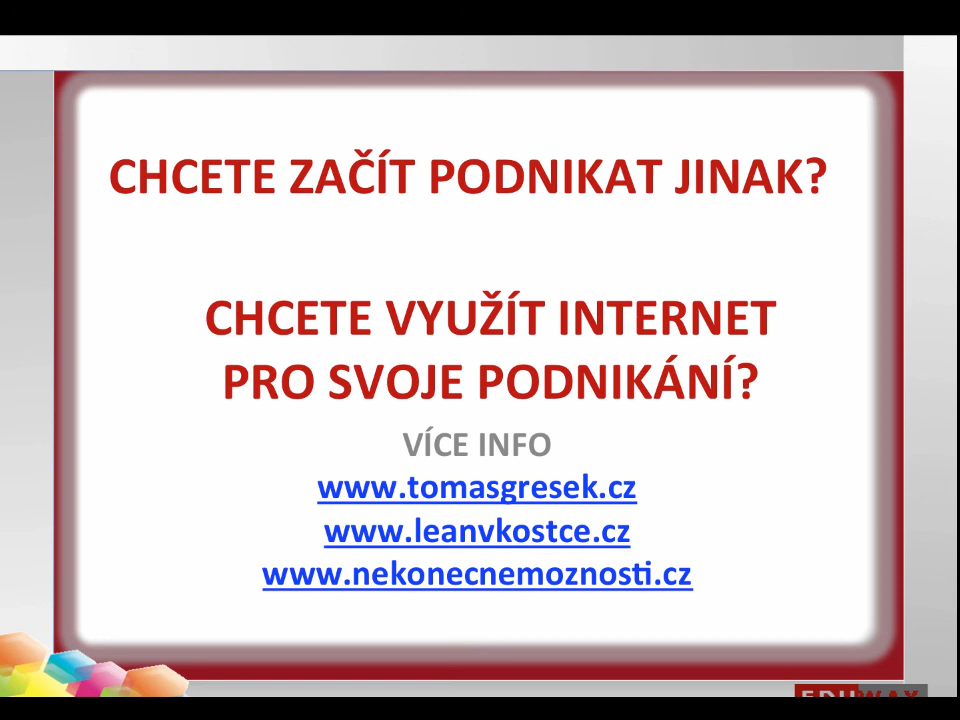 CHCETE ZAČÍT PODNIKAT JINAK?
CHCETE VYUŽÍT INTERNET
PRO SVOJE PODNIKÁNÍ?
VÍCE INFO
www.tomasgresek.cz
www.leanvkostce.cz
www.nekonecnemoznosti.cz
EDUWAY